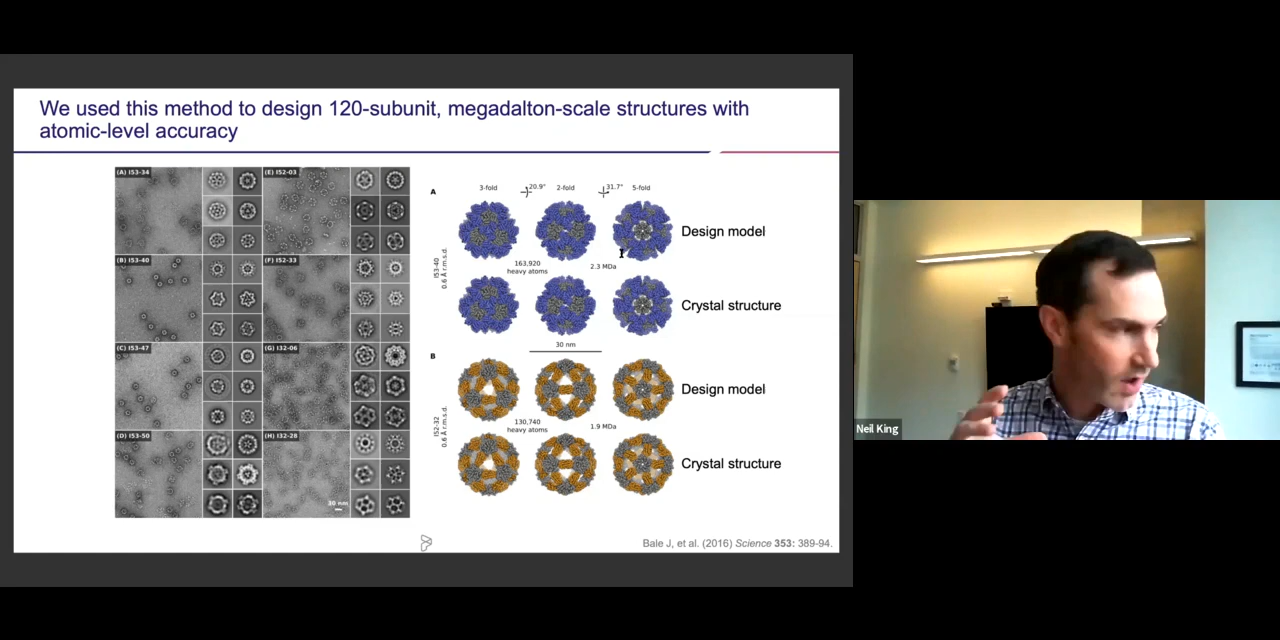 We used this method to design 120-subunit, megadalton-scale structures with
atomic-level accuracy
(A) I53-34
(E) I52-03
(B) I53-40
(F) I52-33
(C) I53-47
(G) I32-06
(D) I53-50
(H) I32-28
30 nm
A
3-fold
20.9°
2-fold
31.7°
5-fold
Design model
I53-40
0.6 Å r.m.s.d.
163,920
heavy atoms
2.3 MDa
Crystal structure
30 nm
B
Design model
I52-32
0.6 Å r.m.s.d.
130,740
heavy atoms
1.9 MDa
Crystal structure
Bale J, et al. (2016) Science 353: 389-94.
Neil King